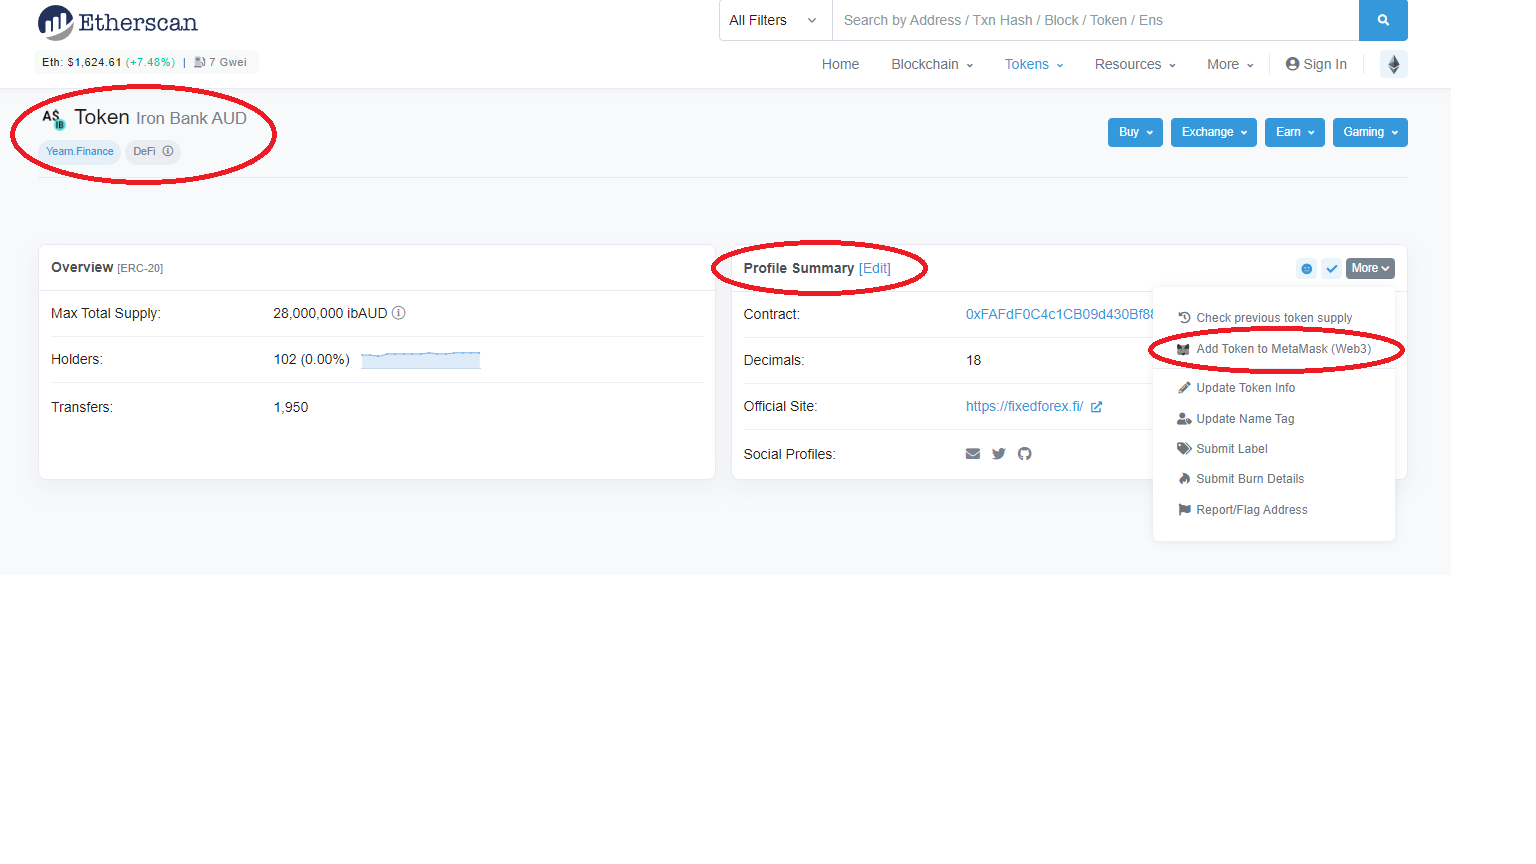 Etherscan
All Filters
Search by Address / Txn Hash / Block / Token / Ens
Eth: $1,624.61 (+7.48%) | 7 Gwei
Home Blockchain Tokens Resources More Sign In
A$ IB Token Iron Bank AUD
Yearn.Finance DeFi
Buy Exchange Earn Gaming
Overview [ERC-20]
Max Total Supply: 28,000,000 ibAUD
Holders: 102 (0.00%)
Transfers: 1,950
Profile Summary [Edit]
More
Contract: 0xFAFdF0C4c1CB09d430Bf88
Decimals: 18
Official Site: https://fixedforex.fi/
Social Profiles:
Check previous token supply
Add Token to MetaMask (Web3)
Update Token Info
Update Name Tag
Submit Label
Submit Burn Details
Report/Flag Address